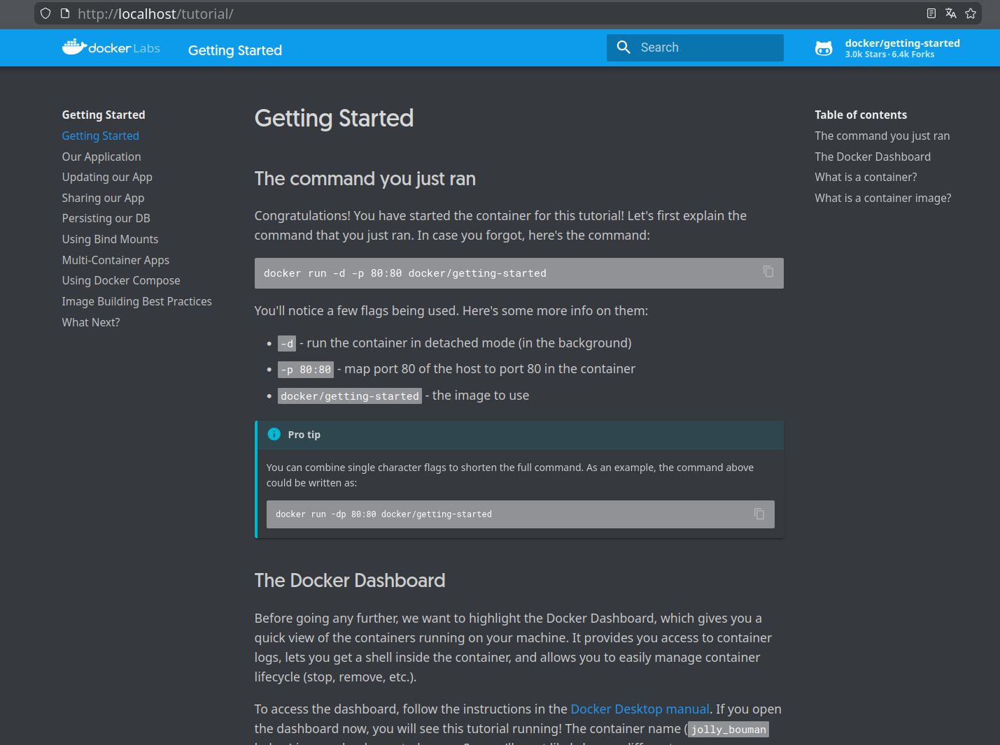 http://localhost/tutorial/
docker Labs
Getting Started
Search
docker/getting-started
3.0k Stars · 6.4k Forks
Getting Started
Getting Started
Our Application
Updating our App
Sharing our App
Persisting our DB
Using Bind Mounts
Multi-Container Apps
Using Docker Compose
Image Building Best Practices
What Next?
Getting Started
The command you just ran
Congratulations! You have started the container for this tutorial! Let's first explain the
command that you just ran. In case you forgot, here's the command:
docker run -d -p 80:80 docker/getting-started
You'll notice a few flags being used. Here's some more info on them:
• -d - run the container in detached mode (in the background)
• -p 80:80 - map port 80 of the host to port 80 in the container
• docker/getting-started - the image to use
Pro tip
You can combine single character flags to shorten the full command. As an example, the command above
could be written as:
docker run -dp 80:80 docker/getting-started
The Docker Dashboard
Before going any further, we want to highlight the Docker Dashboard, which gives you a
quick view of the containers running on your machine. It provides you access to container
logs, lets you get a shell inside the container, and allows you to easily manage container
lifecycle (stop, remove, etc.).
To access the dashboard, follow the instructions in the Docker Desktop manual. If you open
the dashboard now, you will see this tutorial running! The container name (jolly_bouman
Table of contents
The command you just ran
The Docker Dashboard
What is a container?
What is a container image?